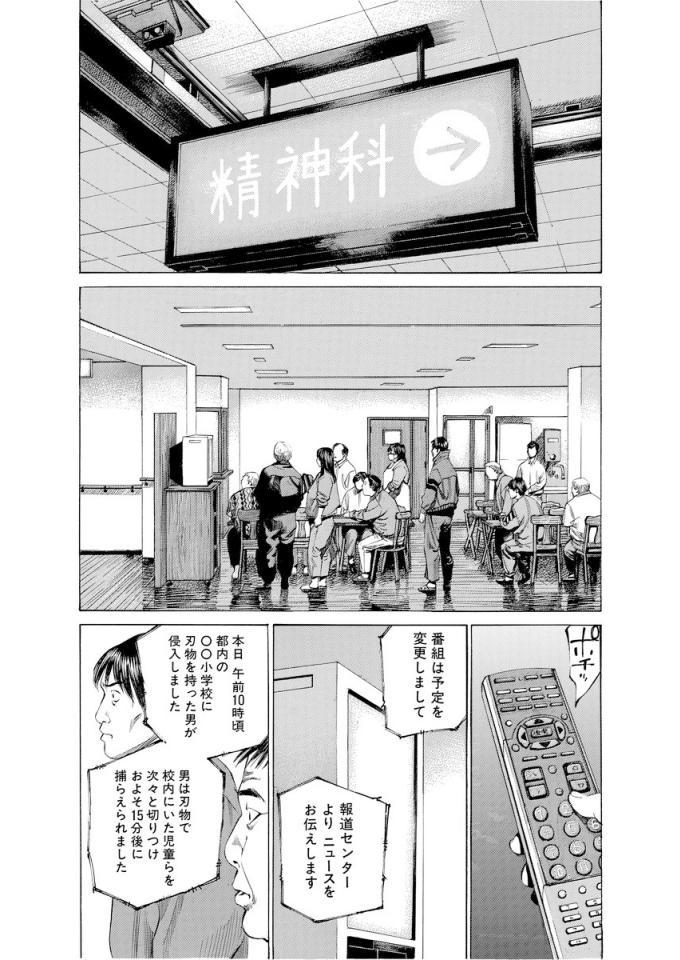 精神科
ポチッ
番組は予定を
変更しまして
報道センター
より ニュースを
お伝えします
本日 午前10時頃
都内の
〇〇小学校に
刃物を持った男が
侵入しました
男は刃物で
校内にいた児童らを
次々と切りつけ
およそ15分後に
捕らえられました